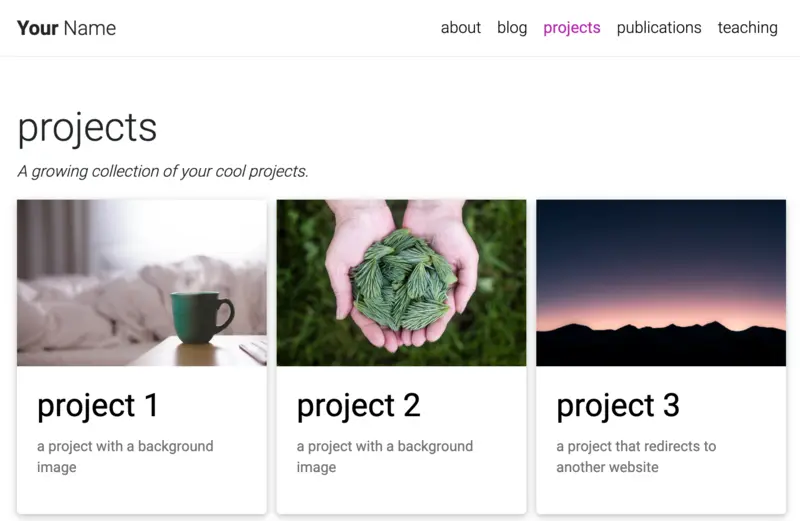 Your Name
about blog projects publications teaching
projects
A growing collection of your cool projects.
project 1
a project with a background
image
project 2
a project with a background
image
project 3
a project that redirects to
another website